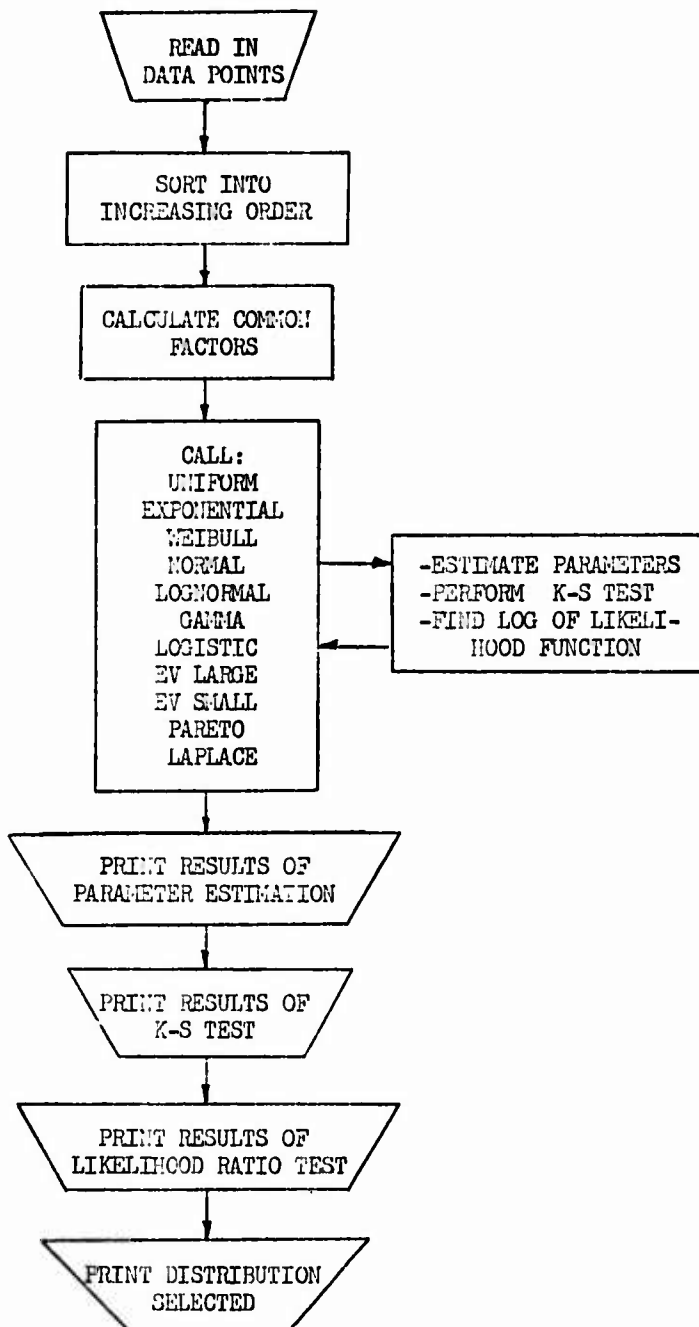 READ IN
DATA POINTS
SORT INTO
INCREASING ORDER
CALCULATE COMMON
FACTORS
CALL:
UNIFORM
EXPONENTIAL
WEIBULL
NORMAL
LOGNORMAL
GAMMA
LOGISTIC
EV LARGE
EV SMALL
PARETO
LAPLACE
-ESTIMATE PARAMETERS
-PERFORM K-S TEST
-FIND LOG OF LIKELI-
HOOD FUNCTION
PRINT RESULTS OF
PARAMETER ESTIMATION
PRINT RESULTS OF
K-S TEST
PRINT RESULTS OF
LIKELIHOOD RATIO TEST
PRINT DISTRIBUTION
SELECTED